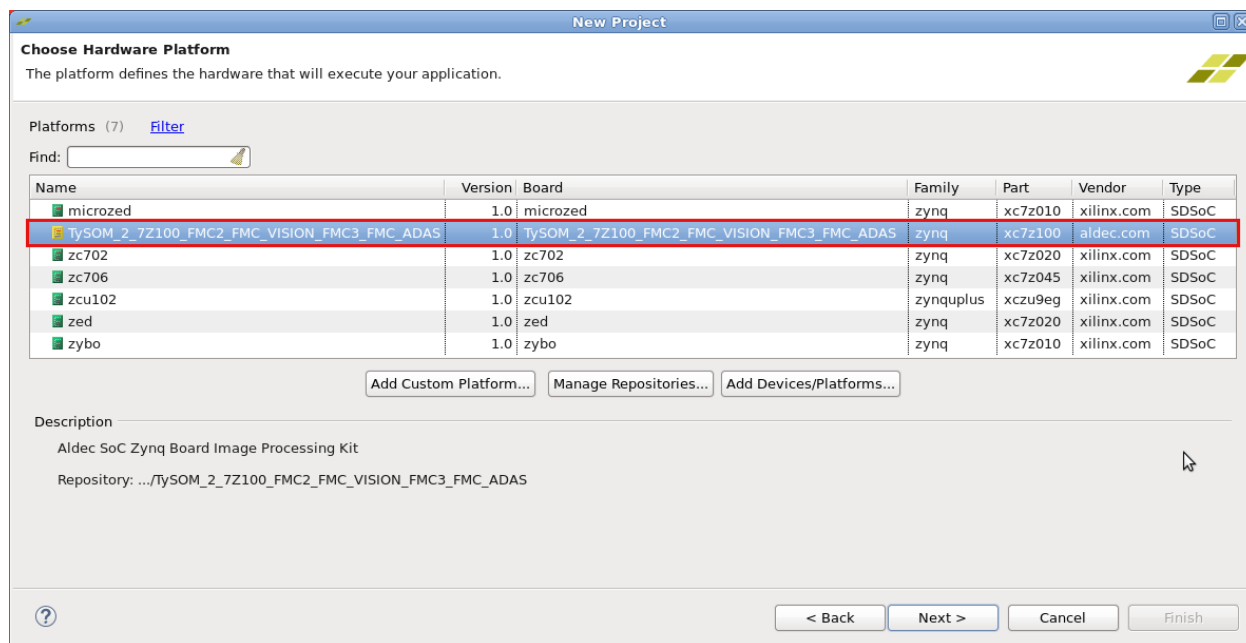 New Project
Choose Hardware Platform
The platform defines the hardware that will execute your application.
Platforms (7) Filter
Find:
Name Version Board Family Part Vendor Type
microzed 1.0 microzed zynq xc7z010 xilinx.com SDSoC
TySOM_2_7Z100_FMC2_FMC_VISION_FMC3_FMC_ADAS 1.0 TySOM_2_7Z100_FMC2_FMC_VISION_FMC3_FMC_ADAS zynq xc7z100 aldec.com SDSoC
zc702 1.0 zc702 zynq xc7z020 xilinx.com SDSoC
zc706 1.0 zc706 zynq xc7z045 xilinx.com SDSoC
zcu102 1.0 zcu102 zynquplus xczu9eg xilinx.com SDSoC
zed 1.0 zed zynq xc7z020 xilinx.com SDSoC
zybo 1.0 zybo zynq xc7z010 xilinx.com SDSoC
Add Custom Platform... Manage Repositories... Add Devices/Platforms...
Description
Aldec SoC Zynq Board Image Processing Kit
Repository: .../TySOM_2_7Z100_FMC2_FMC_VISION_FMC3_FMC_ADAS
? < Back Next > Cancel Finish